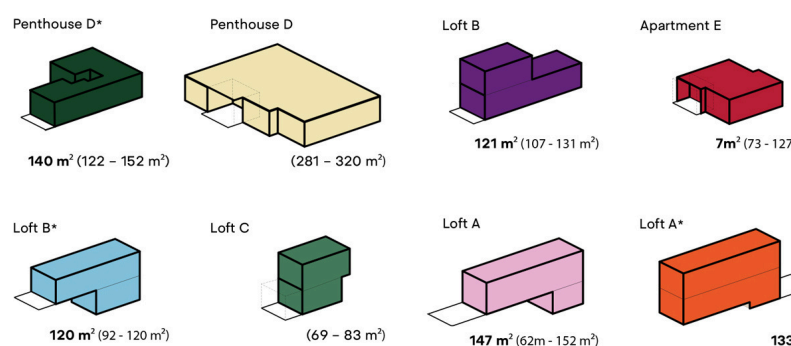 Penthouse D*
Penthouse D
Loft B
Apartment E
140 m² (122 – 152 m²)
(281 – 320 m²)
121 m² (107 - 131 m²)
7m² (73 - 127
Loft B*
Loft C
Loft A
Loft A*
120 m² (92 - 120 m²)
(69 – 83 m²)
147 m² (62m - 152 m²)
133